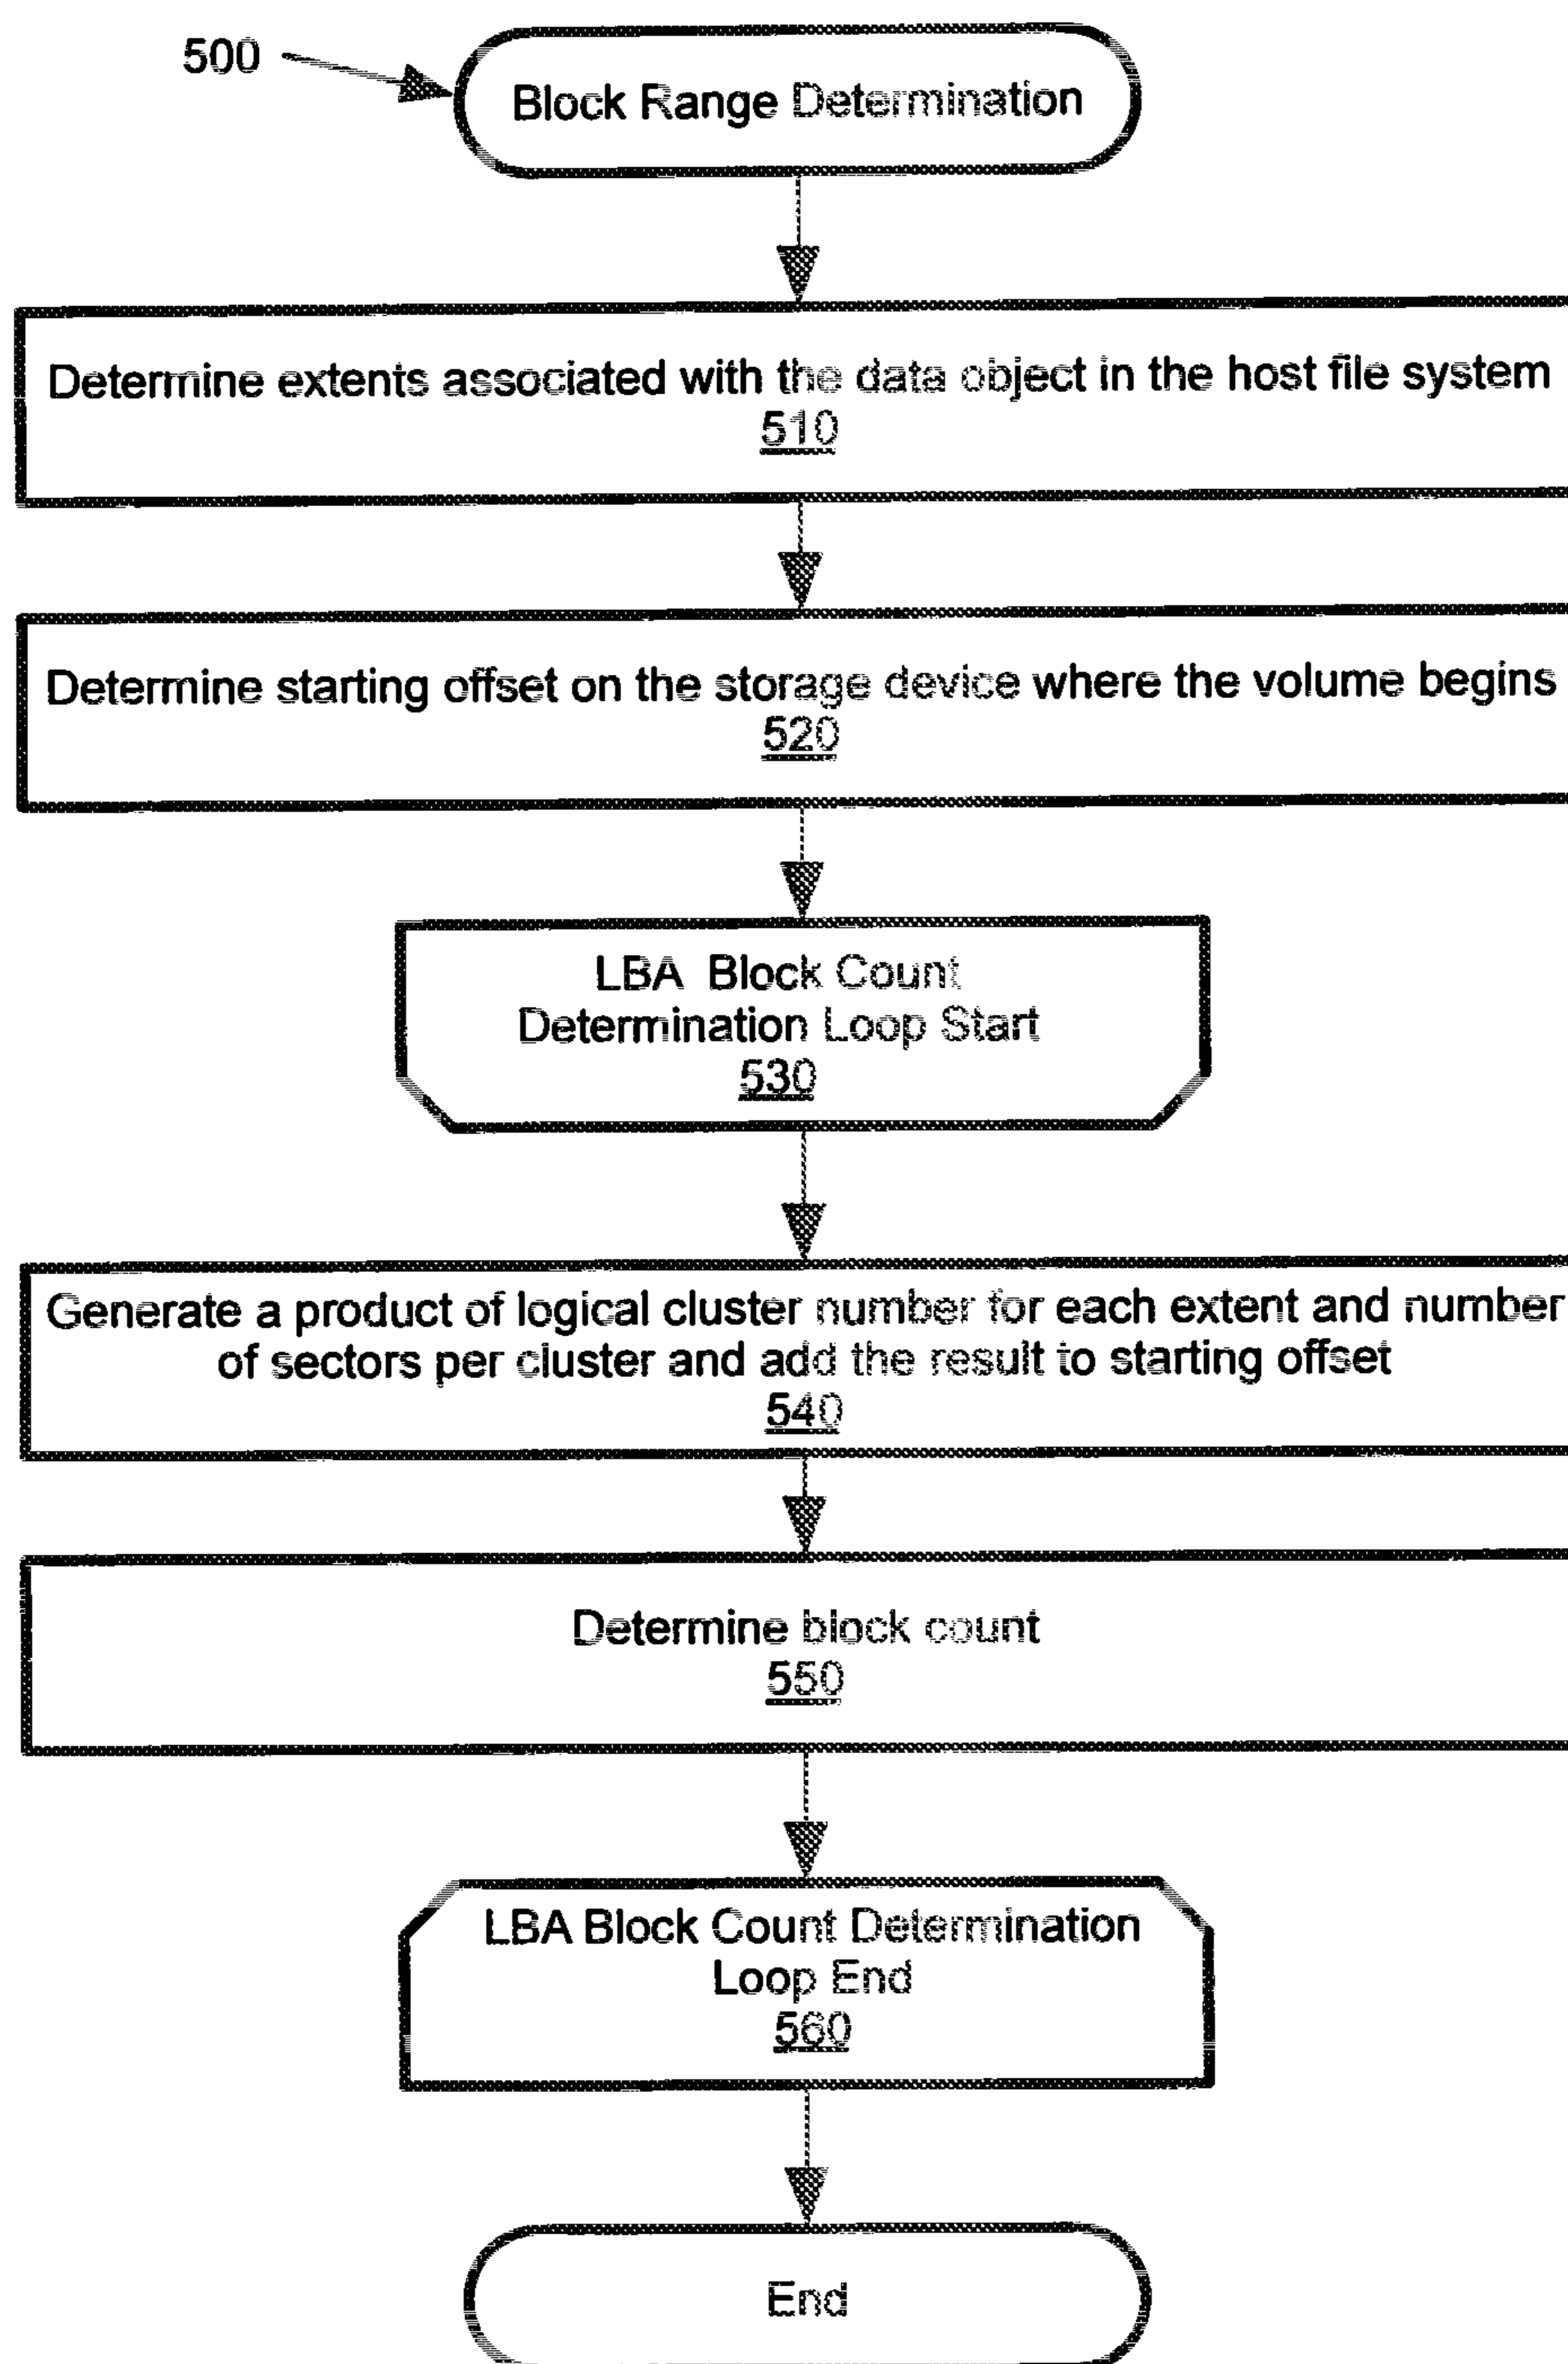 500
Block Range Determination
Determine extents associated with the data object in the host file system
510
Determine starting offset on the storage device where the volume begins
520
LBA Block Count
Determination Loop Start
530
Generate a product of logical cluster number for each extent and number
of sectors per cluster and add the result to starting offset
540
Determine block count
550
LBA Block Count Determination
Loop End
560
End